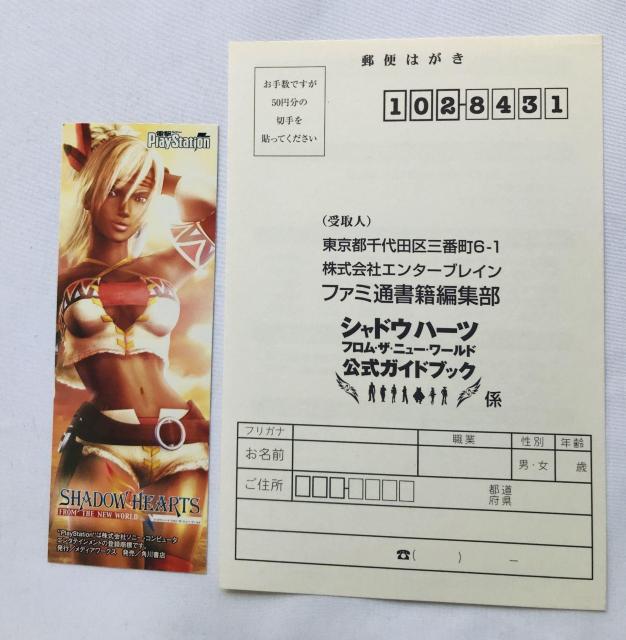 電撃
PlayStation
SHADOW HEARTS
FROM THE NEW WORLD
"PlayStation"は株式会社ソニー・コンピュータ
エンタテインメントの登録商標です。
発行/メディアワークス 発売/角川書店
郵便はがき
お手数ですが
50円分の
切手を
貼ってください
102-8431
(受取人)
東京都千代田区三番町6-1
株式会社エンターブレイン
ファミ通書籍編集部
シャドウハーツ
フロム・ザ・ニュー・ワールド
公式ガイドブック
係
フリガナ
職業
性別
年齢
お名前
男・女
歳
ご住所
都道
府県
☎( ) –